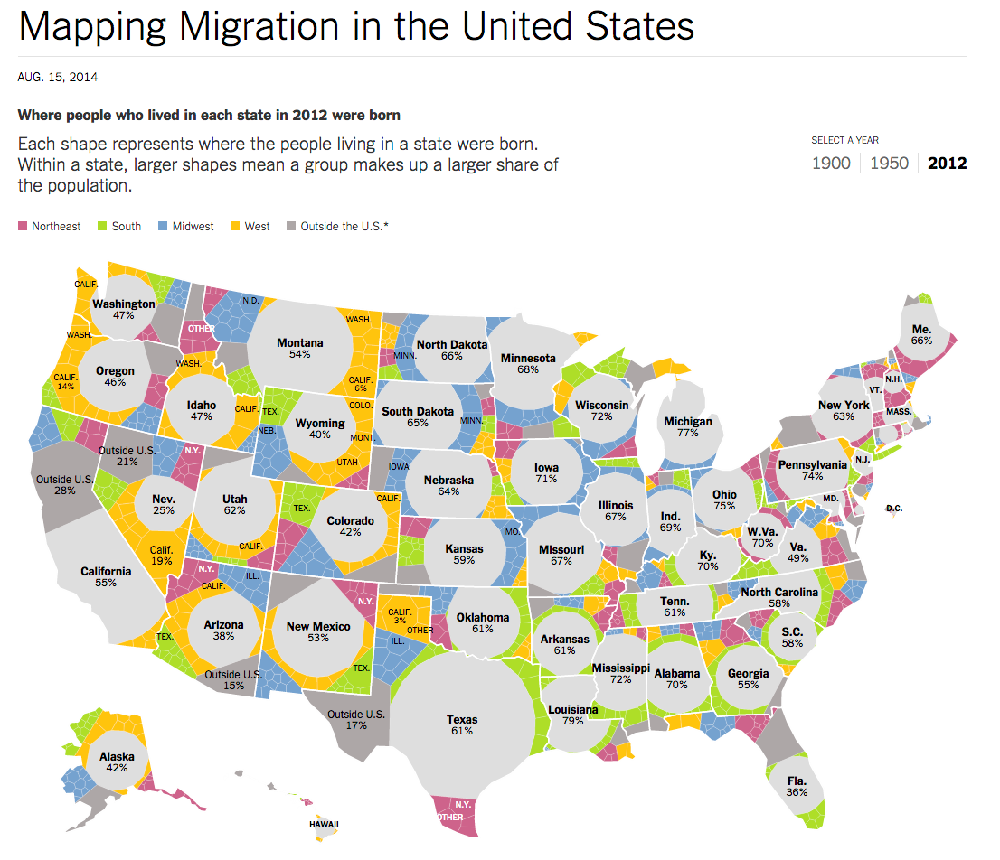 Mapping Migration in the United States
AUG. 15, 2014
Where people who lived in each state in 2012 were born
Each shape represents where the people living in a state were born.
Within a state, larger shapes mean a group makes up a larger share of
the population.
SELECT A YEAR
1900 1950 2012
Northeast South Midwest West Outside the U.S.*
CALIF.
Washington
47%
WASH.
CALIF.
14%
Oregon
46%
OTHER
N.D.
WASH.
Idaho
47%
CALIF.
Montana
54%
WASH.
CALIF.
6%
MINN.
North Dakota
66%
Minnesota
68%
TEX.
NEB.
Wyoming
40%
COLO.
MONT.
UTAH
South Dakota
65%
MINN.
Wisconsin
72%
Michigan
77%
New York
63%
VT.
N.H.
Me.
66%
MASS.
Outside U.S.
28%
Outside U.S.
21%
N.Y.
Nev.
25%
Calif.
19%
California
55%
Utah
62%
CALIF.
TEX.
Colorado
42%
CALIF.
IOWA
Nebraska
64%
Iowa
71%
Kansas
59%
MO.
Missouri
67%
Illinois
67%
Ind.
69%
Ohio
75%
Pennsylvania
74%
N.J.
MD.
D.C.
W.Va.
70%
Va.
49%
Ky.
70%
N.Y.
CALIF.
ILL.
Arizona
38%
TEX.
Outside U.S.
15%
New Mexico
53%
N.Y.
TEX.
CALIF.
3%
OTHER
ILL.
Oklahoma
61%
Arkansas
61%
Tenn.
61%
North Carolina
58%
S.C.
58%
Mississippi
72%
Alabama
70%
Georgia
55%
Louisiana
79%
Outside U.S.
17%
Texas
61%
N.Y.
OTHER
Fla.
36%
Alaska
42%
HAWAII